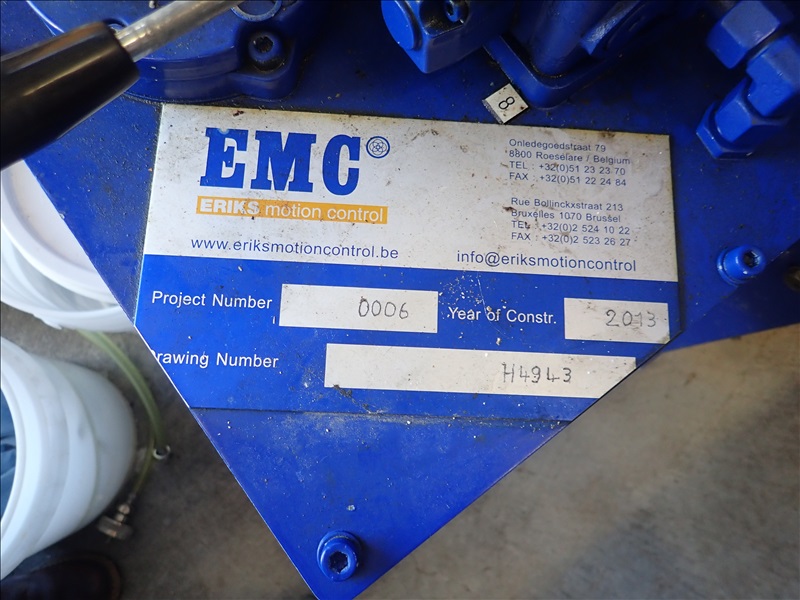 8
EMC
ERIKS motion control
www.eriksmotioncontrol.be
Onledegoedstraat 79
8800 Roeselare / Belgium
TEL : +32(0)51 23 23 70
FAX : +32(0)51 22 24 84
Rue Bollinckxstraat 213
Bruxelles 1070 Brussel
TEL : +32(0)2 524 10 22
FAX : +32(0)2 523 26 27
info@eriksmotioncontrol
Project Number 0006 Year of Constr. 2013
rawing Number H4943